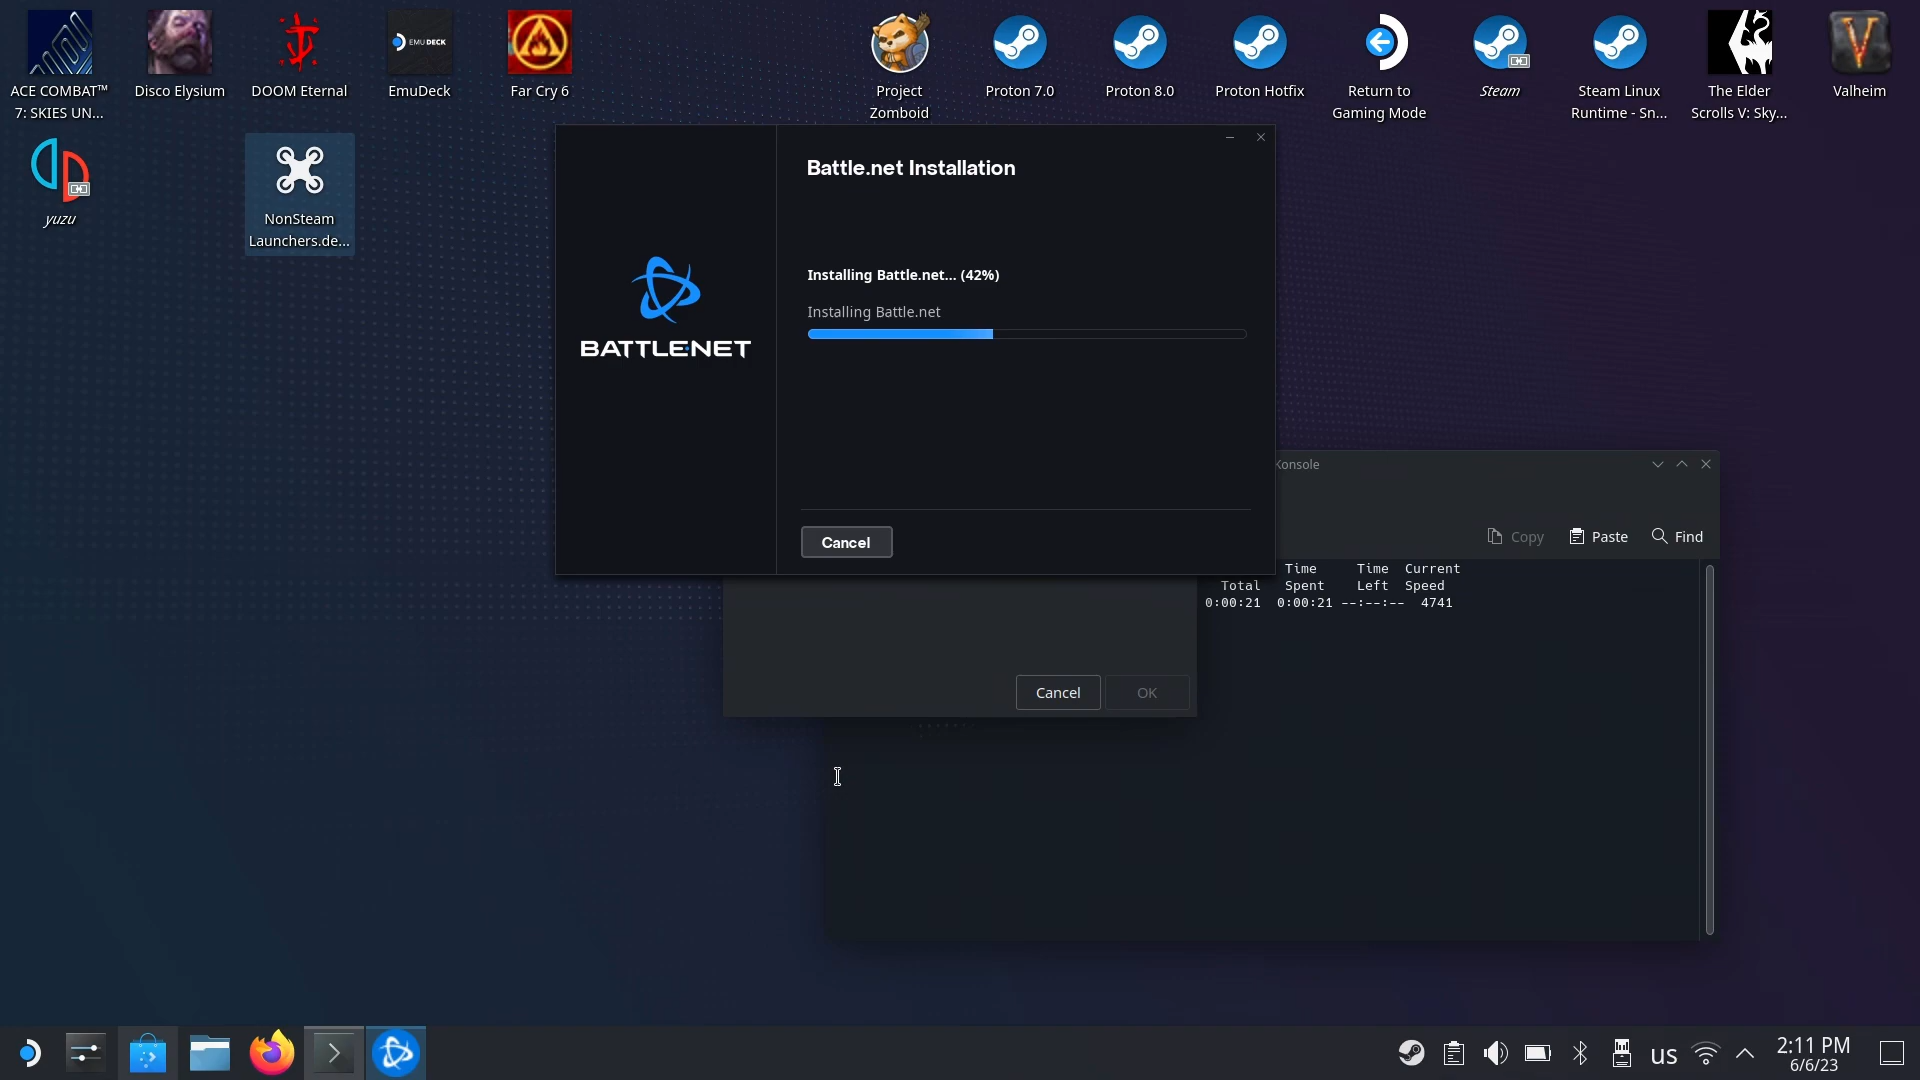 ACE COMBAT™
7: SKIES UN...
Disco Elysium
DOOM Eternal
EMUDECK
EmuDeck
Far Cry 6
Project
Zomboid
Proton 7.0
Proton 8.0
Proton Hotfix
Return to
Gaming Mode
Steam
Steam Linux
Runtime - Sn...
The Elder
Scrolls V: Sky...
V
Valheim
yuzu
NonSteam
Launchers.de...
Battle.net Installation
Installing Battle.net... (42%)
Installing Battle.net
BATTLE.NET
Cancel
Konsole
Copy
Paste
Find
Time Time Current
Total Spent Left Speed
0:00:21 0:00:21 --:--:-- 4741
Cancel
OK
us
2:11 PM
6/6/23